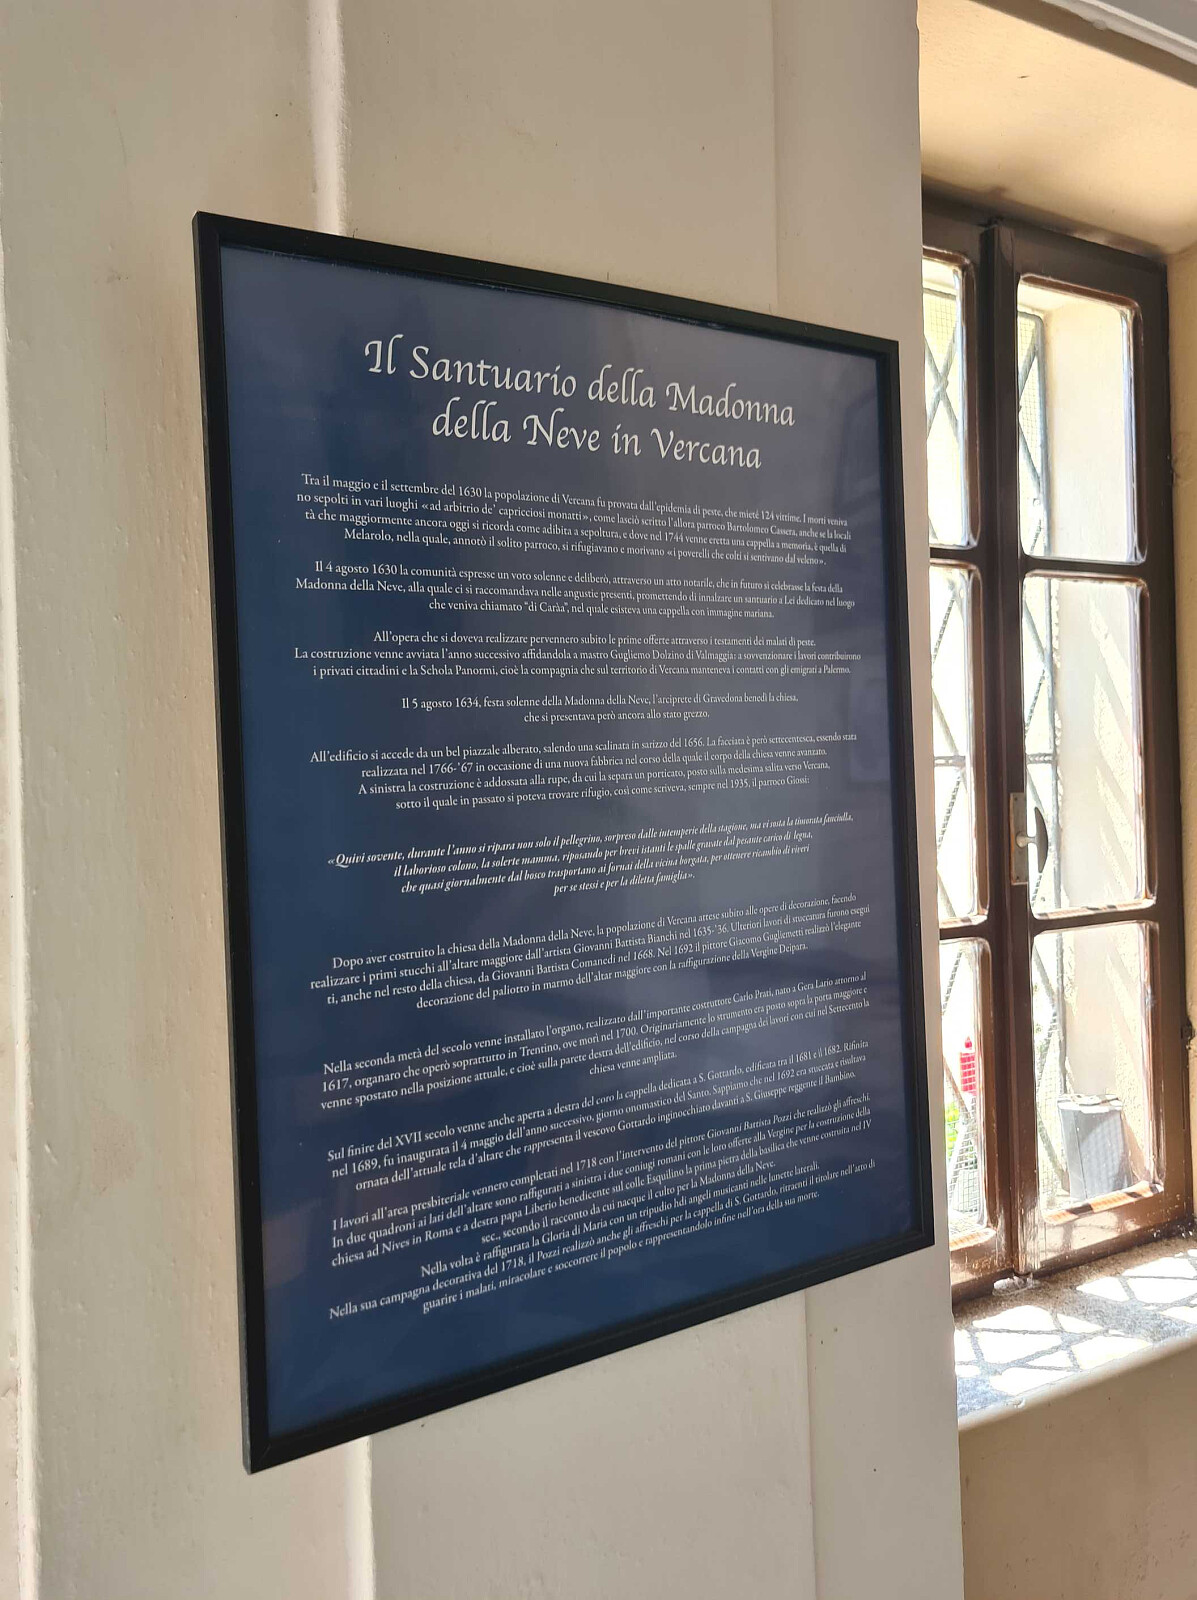 Il Santuario della Madonna
della Neve in Vercana
Tra il maggio e il settembre del 1630 la popolazione di Vercana fu provata dall'epidemia di peste, che mieté 124 vittime. I morti veniva
no sepolti in vari luoghi «ad arbitrio de' capricciosi monatti», come lasciò scritto l'allora parroco Bartolomeo Cassera, anche se la locali
tà che maggiormente ancora oggi si ricorda come adibita a sepoltura, e dove nel 1744 venne eretta una cappella a memoria, è quella di
Melarolo, nella quale, annotò il solito parroco, si rifugiavano e morivano «i poverelli che colti si sentivano dal veleno».
Il 4 agosto 1630 la comunità espresse un voto solenne e deliberò, attraverso un atto notarile, che in futuro si celebrasse la festa della
Madonna della Neve, alla quale ci si raccomandava nelle angustie presenti, promettendo di innalzare un santuario a Lei dedicato nel luogo
che veniva chiamato "di Caràa", nel quale esisteva una cappella con immagine mariana.
All'opera che si doveva realizzare pervennero subito le prime offerte attraverso i testamenti dei malati di peste.
La costruzione venne avviata l'anno successivo affidandola a mastro Gugliemo Dolzino di Valmaggia: a sovvenzionare i lavori contribuirono
i privati cittadini e la Schola Panormi, cioè la compagnia che sul territorio di Vercana manteneva i contatti con gli emigrati a Palermo.
Il 5 agosto 1634, festa solenne della Madonna della Neve, l'arciprete di Gravedona benedì la chiesa,
che si presentava però ancora allo stato grezzo.
All'edificio si accede da un bel piazzale alberato, salendo una scalinata in sarizzo del 1656. La facciata è però settecentesca, essendo stata
realizzata nel 1766-'67 in occasione di una nuova fabbrica nel corso della quale il corpo della chiesa venne avanzato.
A sinistra la costruzione è addossata alla rupe, da cui la separa un porticato, posto sulla medesima salita verso Vercana,
sotto il quale in passato si poteva trovare rifugio, così come scriveva, sempre nel 1935, il parroco Giossi:
«Quivi sovente, durante l'anno si ripara non solo il pellegrino, sorpreso dalle intemperie della stagione, ma vi sosta la timorata fanciulla,
il laborioso colono, la solerte mamma, riposando per brevi istanti le spalle gravate dal pesante carico di legna,
che quasi giornalmente dal bosco trasportano ai fornai della vicina borgata, per ottenere ricambio di viveri
per se stessi e per la diletta famiglia».
Dopo aver costruito la chiesa della Madonna della Neve, la popolazione di Vercana attese subito alle opere di decorazione, facendo
realizzare i primi stucchi all'altare maggiore dall'artista Giovanni Battista Bianchi nel 1635-'36. Ulteriori lavori di stuccatura furono esegui
ti, anche nel resto della chiesa, da Giovanni Battista Comanedi nel 1668. Nel 1692 il pittore Giacomo Gugliemetti realizzò l'elegante
decorazione del paliotto in marmo dell'altar maggiore con la raffigurazione della Vergine Deipara.
Nella seconda metà del secolo venne installato l'organo, realizzato dall'importante costruttore Carlo Prati, nato a Gera Lario attorno al
1617, organaro che operò soprattutto in Trentino, ove morì nel 1700. Originariamente lo strumento era posto sopra la porta maggiore e
venne spostato nella posizione attuale, e cioè sulla parete destra dell'edificio, nel corso della campagna dei lavori con cui nel Settecento la
chiesa venne ampliata.
Sul finire del XVII secolo venne anche aperta a destra del coro la cappella dedicata a S. Gottardo, edificata tra il 1681 e il 1682. Rifinita
nel 1689, fu inaugurata il 4 maggio dell'anno successivo, giorno onomastico del Santo. Sappiamo che nel 1692 era stuccata e risultava
ornata dell'attuale tela d'altare che rappresenta il vescovo Gottardo inginocchiato davanti a S. Giuseppe reggente il Bambino.
I lavori all'area presbiteriale vennero completati nel 1718 con l'intervento del pittore Giovanni Battista Pozzi che realizzò gli affreschi.
In due quadroni ai lati dell'altare sono raffigurati a sinistra i due coniugi romani con le loro offerte alla Vergine per la costruzione della
chiesa ad Nives in Roma e a destra papa Liberio benedicente sul colle Esquilino la prima pietra della basilica che venne costruita nel IV
sec., secondo il racconto da cui nacque il culto per la Madonna della Neve.
Nella volta è raffigurata la Gloria di Maria con un tripudio hdi angeli musicanti nelle lunette laterali.
Nella sua campagna decorativa del 1718, il Pozzi realizzò anche gli affreschi per la cappella di S. Gottardo, ritraenti il titolare nell'atto di
guarire i malati, miracolare e soccorrere il popolo e rappresentandolo infine nell'ora della sua morte.